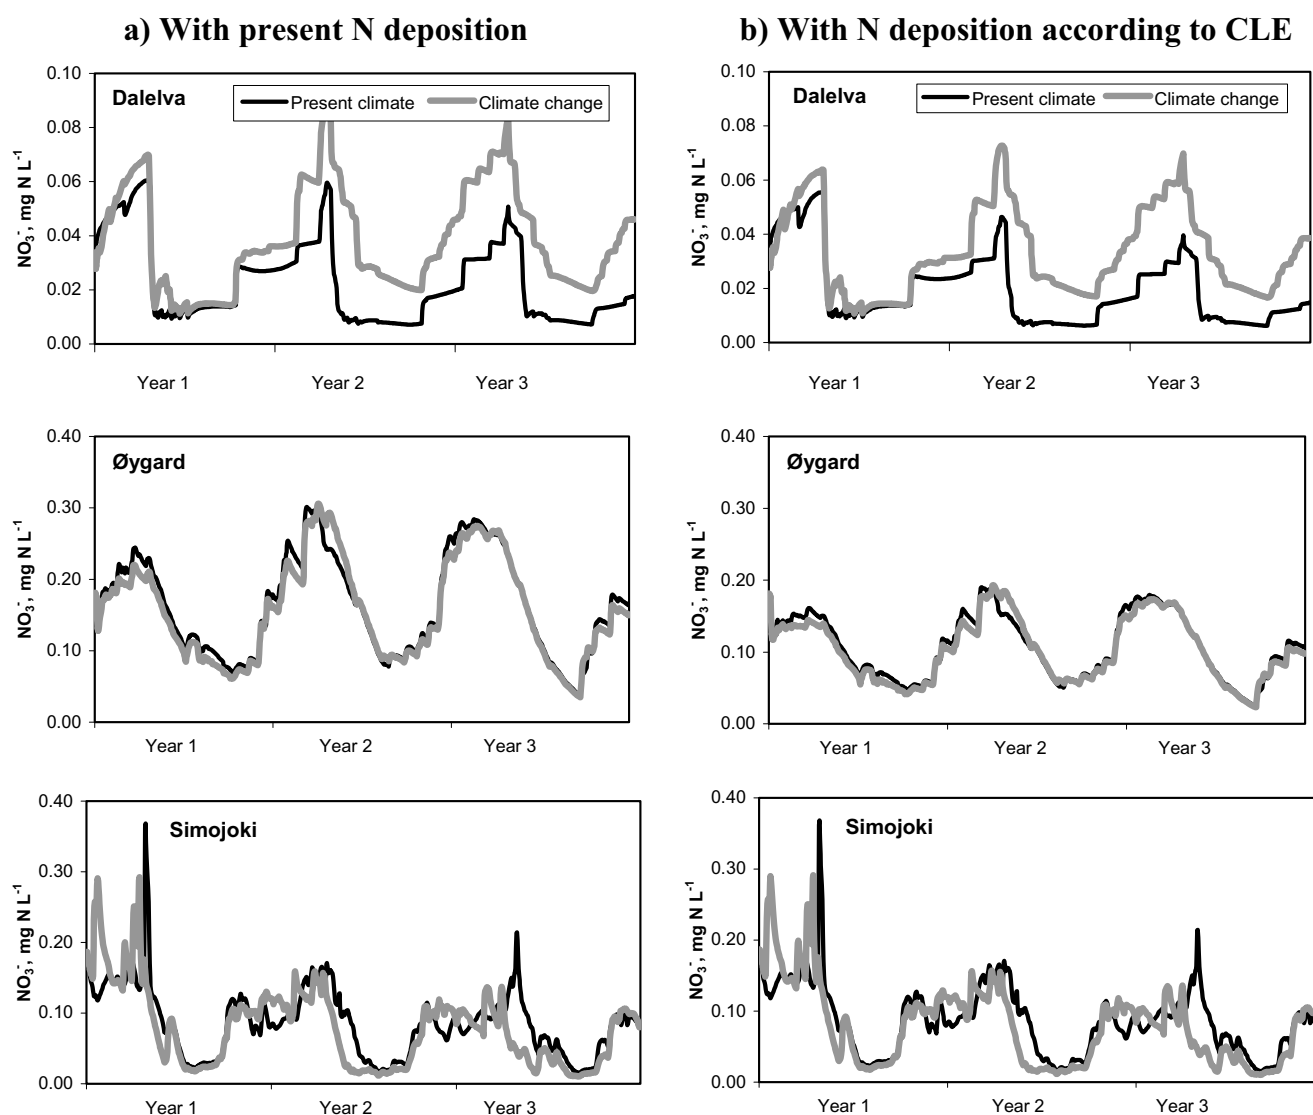 a) With present N deposition
b) With N deposition according to CLE
0.10
0.08
0.06
0.04
0.02
0.00
NO₃⁻, mg N L⁻¹
Dalelva
Present climate
Climate change
Year 1
Year 2
Year 3
0.10
0.08
0.06
0.04
0.02
0.00
NO₃⁻, mg N L⁻¹
Dalelva
Present climate
Climate change
Year 1
Year 2
Year 3
0.40
0.30
0.20
0.10
0.00
NO₃⁻, mg N L⁻¹
Øygard
Year 1
Year 2
Year 3
0.40
0.30
0.20
0.10
0.00
NO₃⁻, mg N L⁻¹
Øygard
Year 1
Year 2
Year 3
0.40
0.30
0.20
0.10
0.00
NO₃⁻, mg N L⁻¹
Simojoki
Year 1
Year 2
Year 3
0.40
0.30
0.20
0.10
0.00
NO₃⁻, mg N L⁻¹
Simojoki
Year 1
Year 2
Year 3